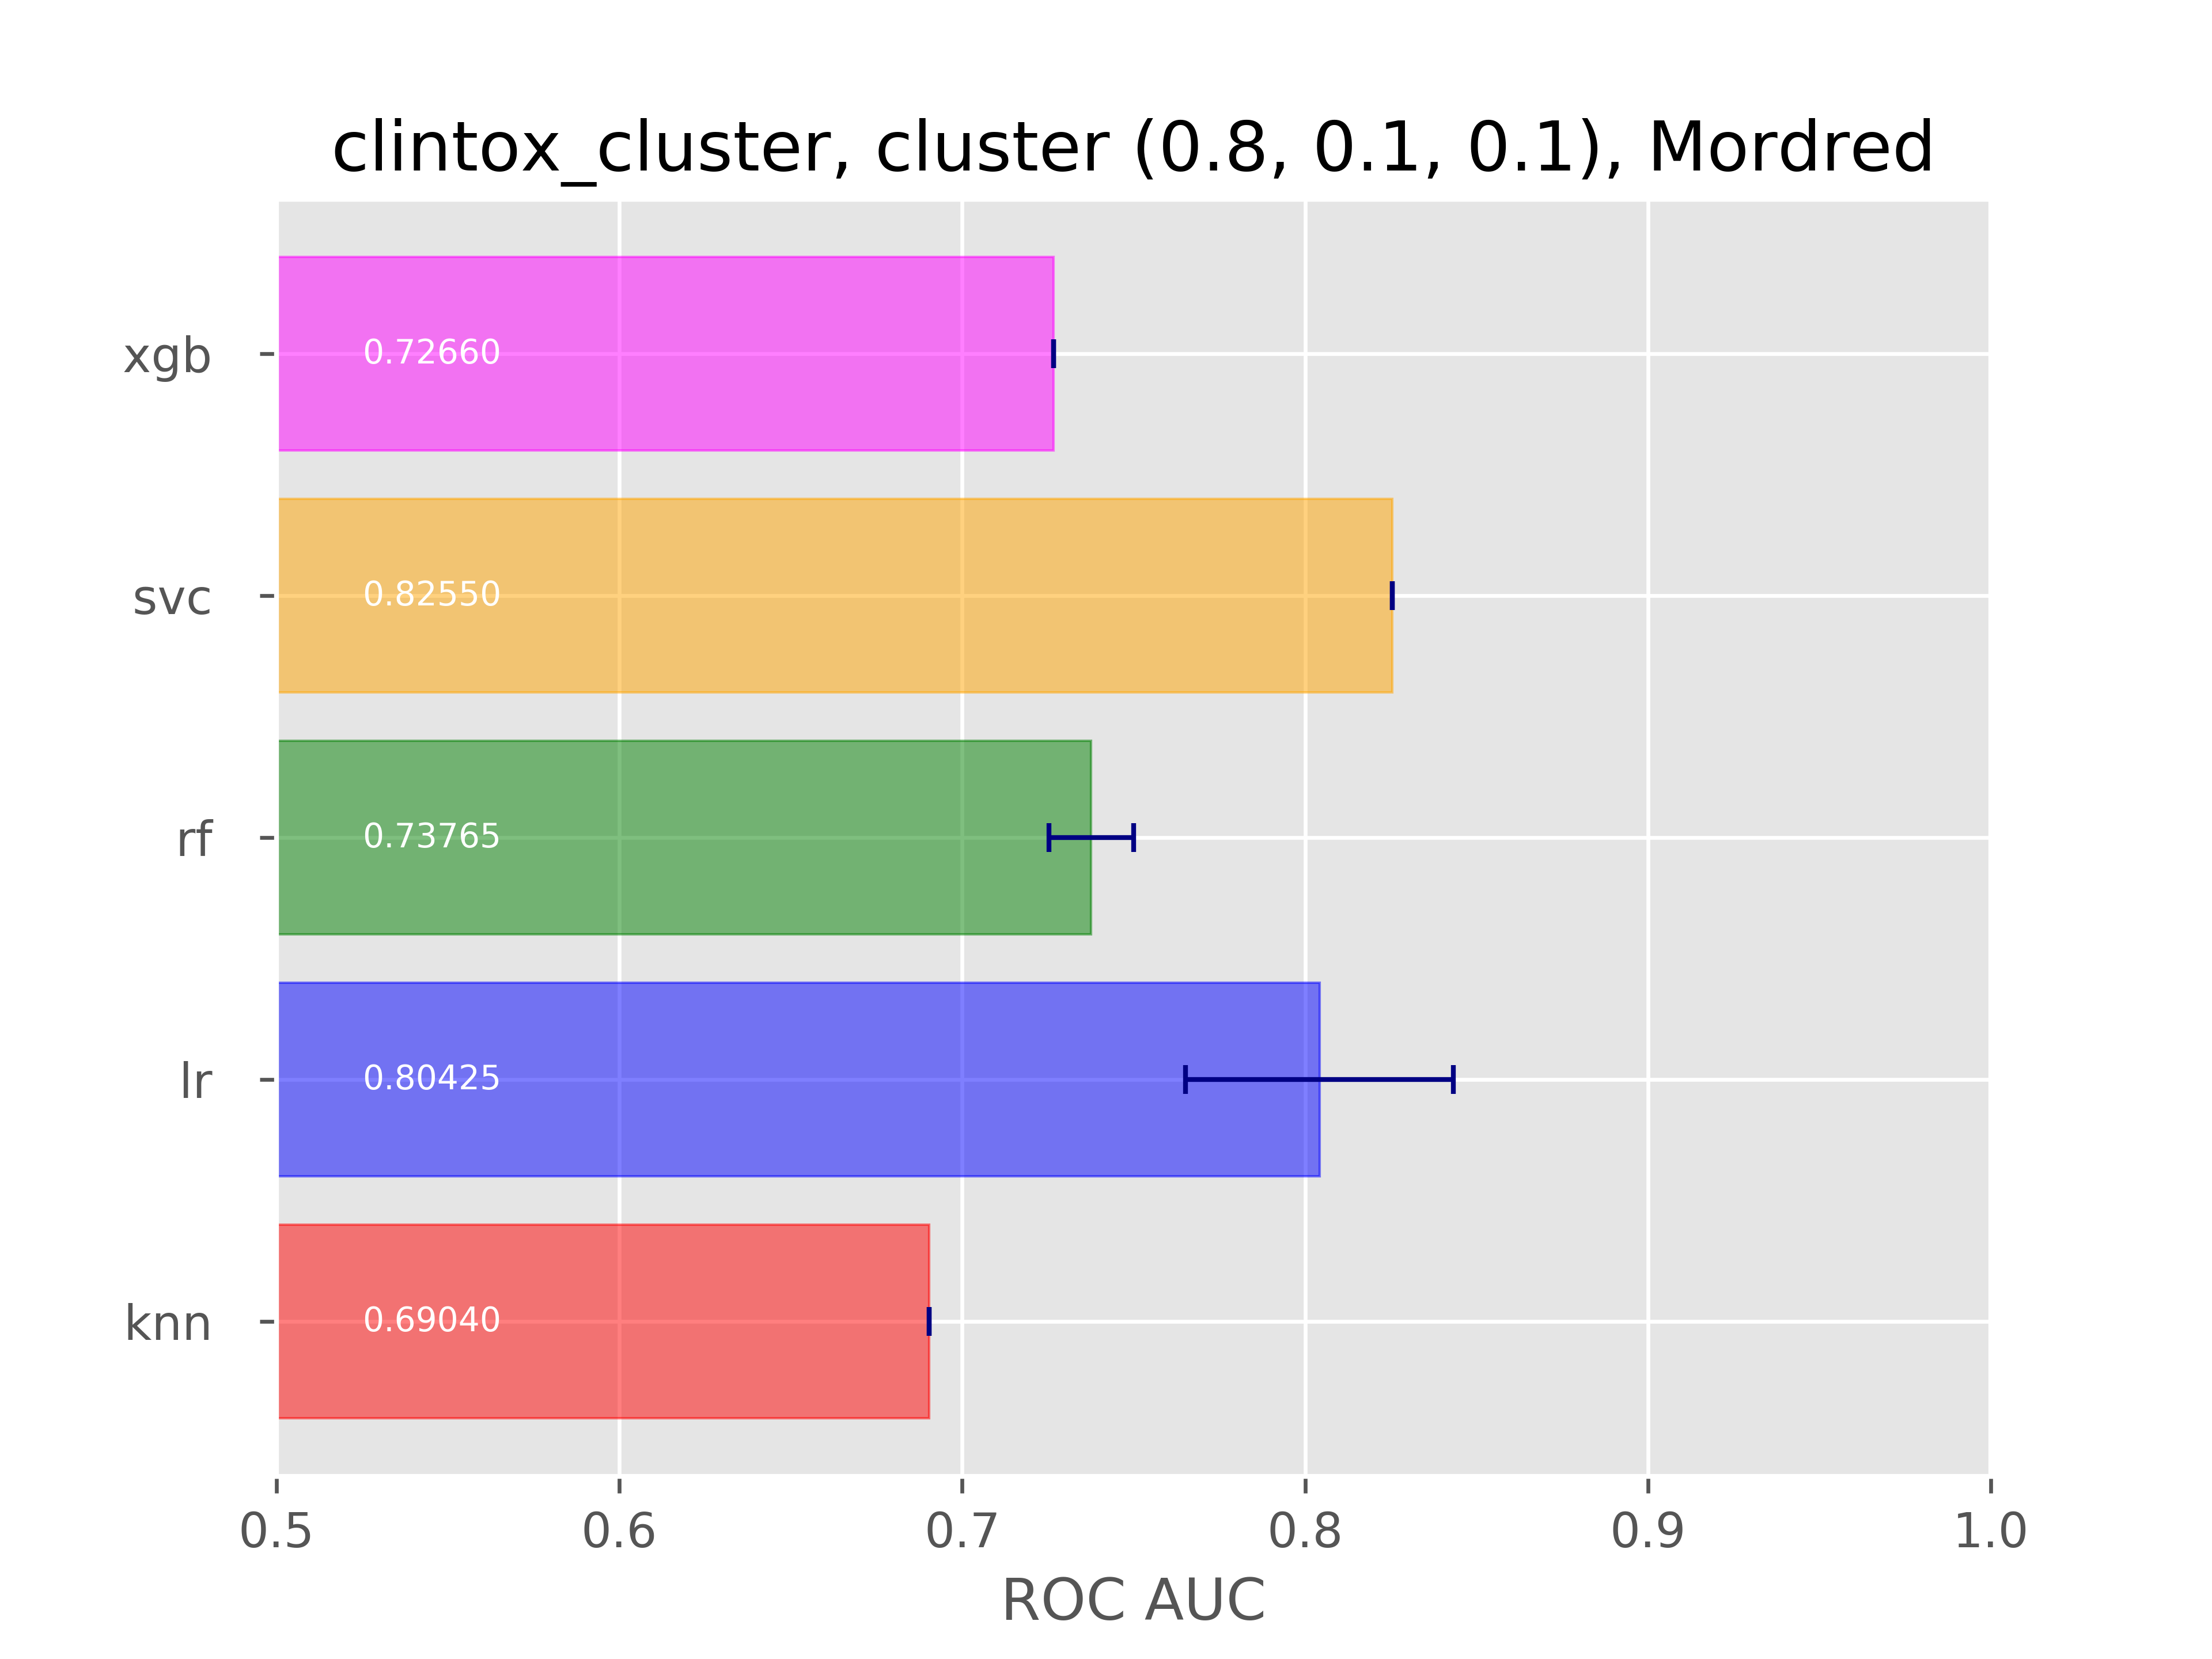 clintox_cluster, cluster (0.8, 0.1, 0.1), Mordred
xgb
0.72660
svc
0.82550
rf
0.73765
lr
0.80425
knn
0.69040
0.5 0.6 0.7 0.8 0.9 1.0
ROC AUC